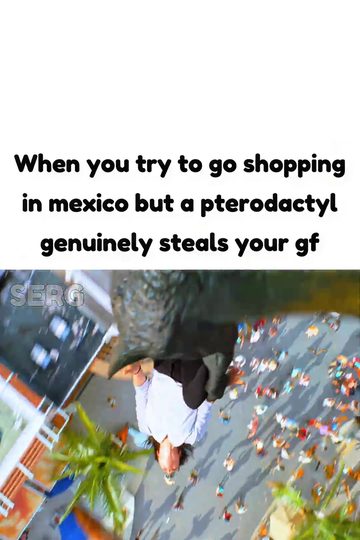 When you try to go shopping
in mexico but a pterodactyl
genuinely steals your gf
SERG